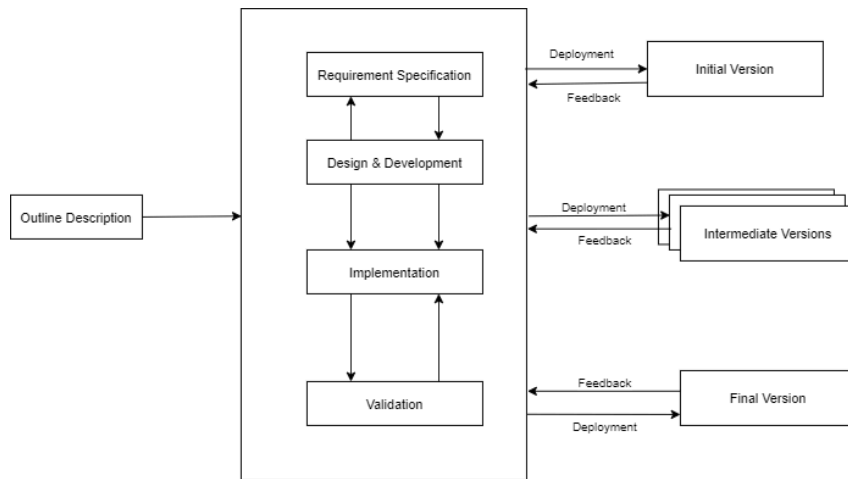 Requirement Specification
Deployment
Initial Version
Feedback
Design & Development
Outline Description
Deployment
Intermediate Versions
Feedback
Implementation
Validation
Feedback
Final Version
Deployment